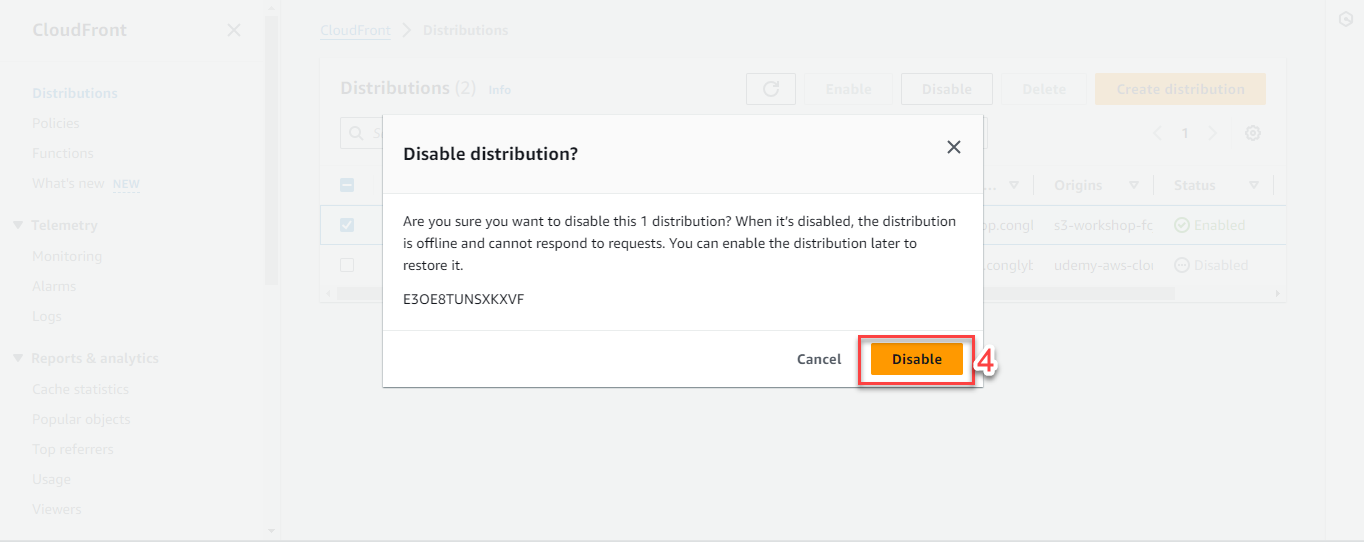 CloudFront
CloudFront Distributions
Distributions
Policies
Functions
What's new NEW
Telemetry
Monitoring
Alarms
Logs
Reports & analytics
Cache statistics
Popular objects
Top referrers
Usage
Viewers
Distributions (2) Info
Enable
Disable
Delete
Create distribution
1
... Origins Status
s3-workshop-fc Enabled
udemy-aws-clo Disabled
Disable distribution?
Are you sure you want to disable this 1 distribution? When it's disabled, the distribution
is offline and cannot respond to requests. You can enable the distribution later to
restore it.
E3OE8TUNSXKXVF
Cancel Disable 4